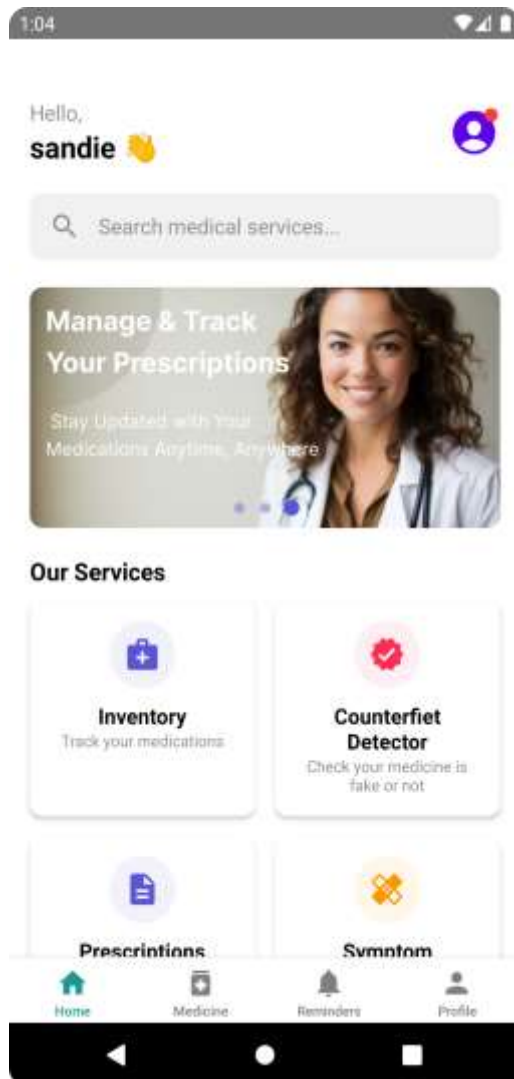 1:04
Hello,
sandie 👋
Search medical services...
Manage & Track
Your Prescriptions
Stay Updated with Your
Medications Anytime, Anywhere
Our Services
Inventory
Track your medications
Counterfiet
Detector
Check your medicine is
fake or not
Prescriptions
Symptom
Home
Medicine
Reminders
Profile